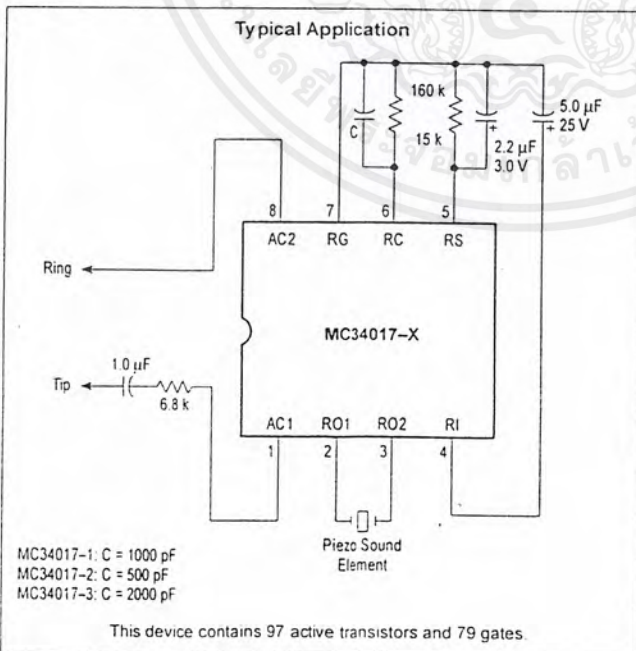 Typical Application
160 k
15 k
C
2.2 µF
3.0 V
5.0 µF
25 V
+
+
8
7
6
5
AC2
RG
RC
RS
Ring
MC34017–X
1.0 µF
Tip
6.8 k
AC1
RO1
RO2
RI
1
2
3
4
Piezo Sound
Element
MC34017–1: C = 1000 pF
MC34017–2: C = 500 pF
MC34017–3: C = 2000 pF
This device contains 97 active transistors and 79 gates.